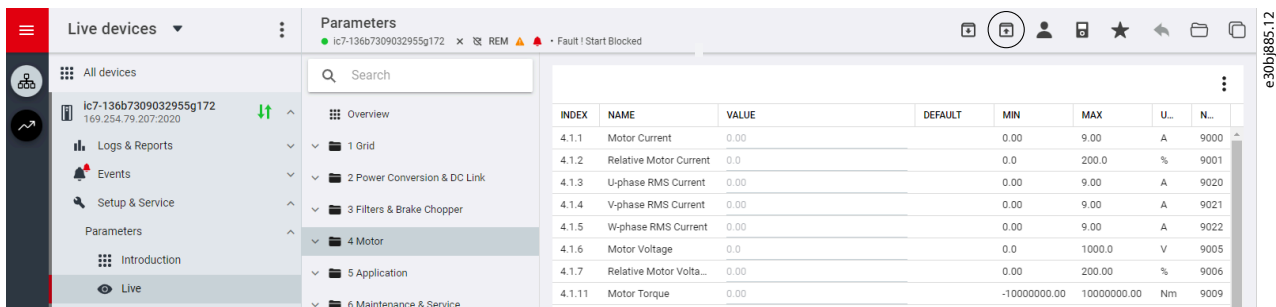 Live devices
Parameters
ic7-136b7309032955g172 REM • Fault ! Start Blocked
e30bj885.12
All devices
ic7-136b7309032955g172
169.254.79.207:2020
Logs & Reports
Events
Setup & Service
Parameters
Introduction
Live
Search
Overview
1 Grid
2 Power Conversion & DC Link
3 Filters & Brake Chopper
4 Motor
5 Application
6 Maintenance & Service
INDEX NAME VALUE DEFAULT MIN MAX U... N...
4.1.1 Motor Current 0.00 0.00 9.00 A 9000
4.1.2 Relative Motor Current 0.0 0.0 200.0 % 9001
4.1.3 U-phase RMS Current 0.00 0.00 9.00 A 9020
4.1.4 V-phase RMS Current 0.00 0.00 9.00 A 9021
4.1.5 W-phase RMS Current 0.00 0.00 9.00 A 9022
4.1.6 Motor Voltage 0.0 0.0 1000.0 V 9005
4.1.7 Relative Motor Volta... 0.00 0.00 200.00 % 9006
4.1.11 Motor Torque 0.00 -10000000.00 10000000.00 Nm 9009